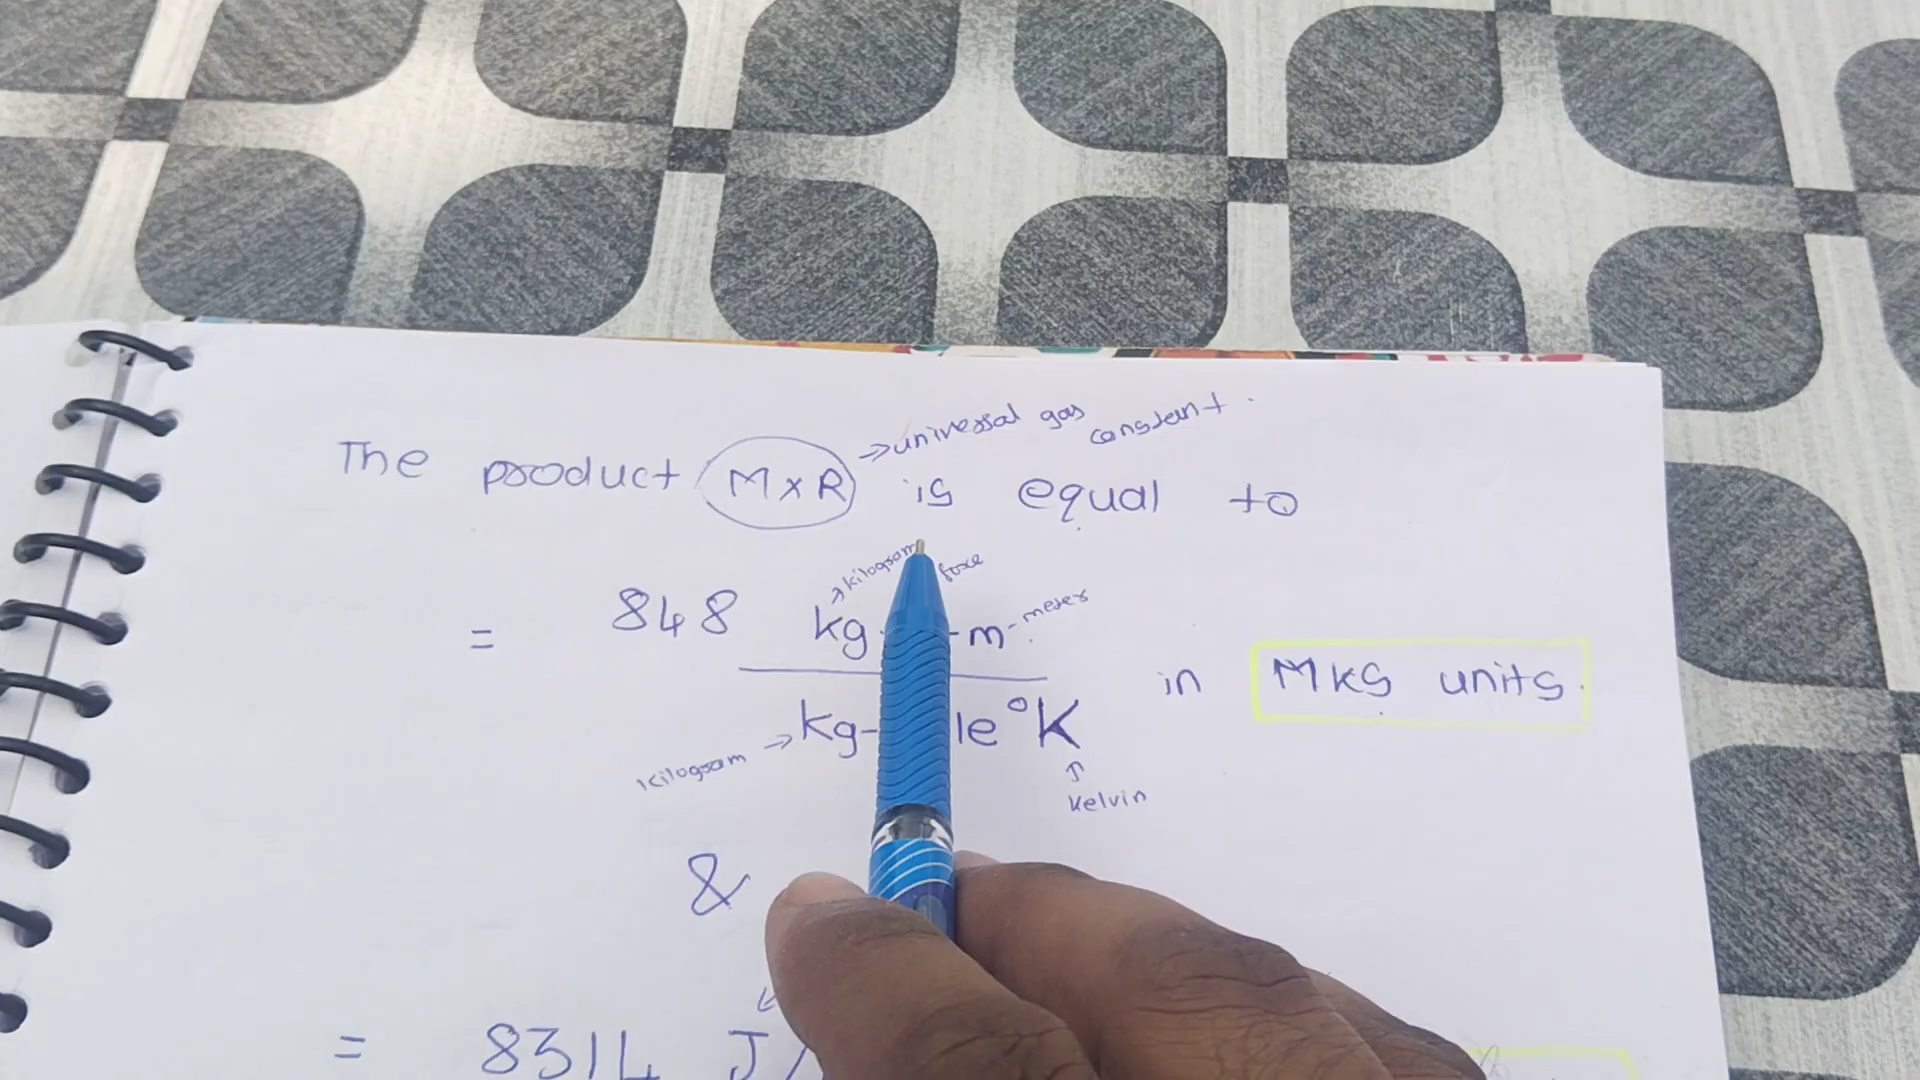 →universal gas constant.
The product M x R is equal to
→kilogram force
= 848 kg - m - meter
in MKS units.
kg- le °K
kilogram →
↑
Kelvin
&
= 8314 J/